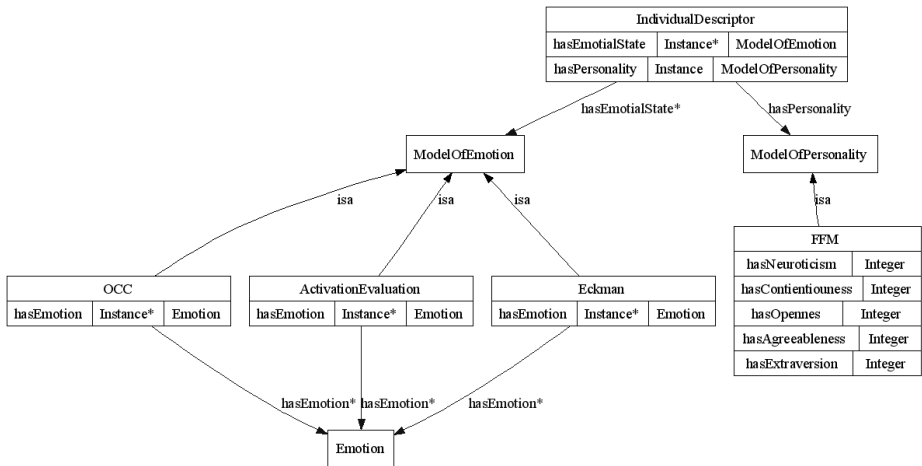 IndividualDescriptor
hasEmotialState Instance* ModelOfEmotion
hasPersonality Instance ModelOfPersonality
hasEmotialState* hasPersonality
ModelOfEmotion ModelOfPersonality
isa isa isa isa
FFM
hasNeuroticism Integer
hasContientiouness Integer
hasOpennes Integer
hasAgreeableness Integer
hasExtraversion Integer
OCC
hasEmotion Instance* Emotion
ActivationEvaluation
hasEmotion Instance* Emotion
Eckman
hasEmotion Instance* Emotion
hasEmotion* hasEmotion* hasEmotion*
Emotion